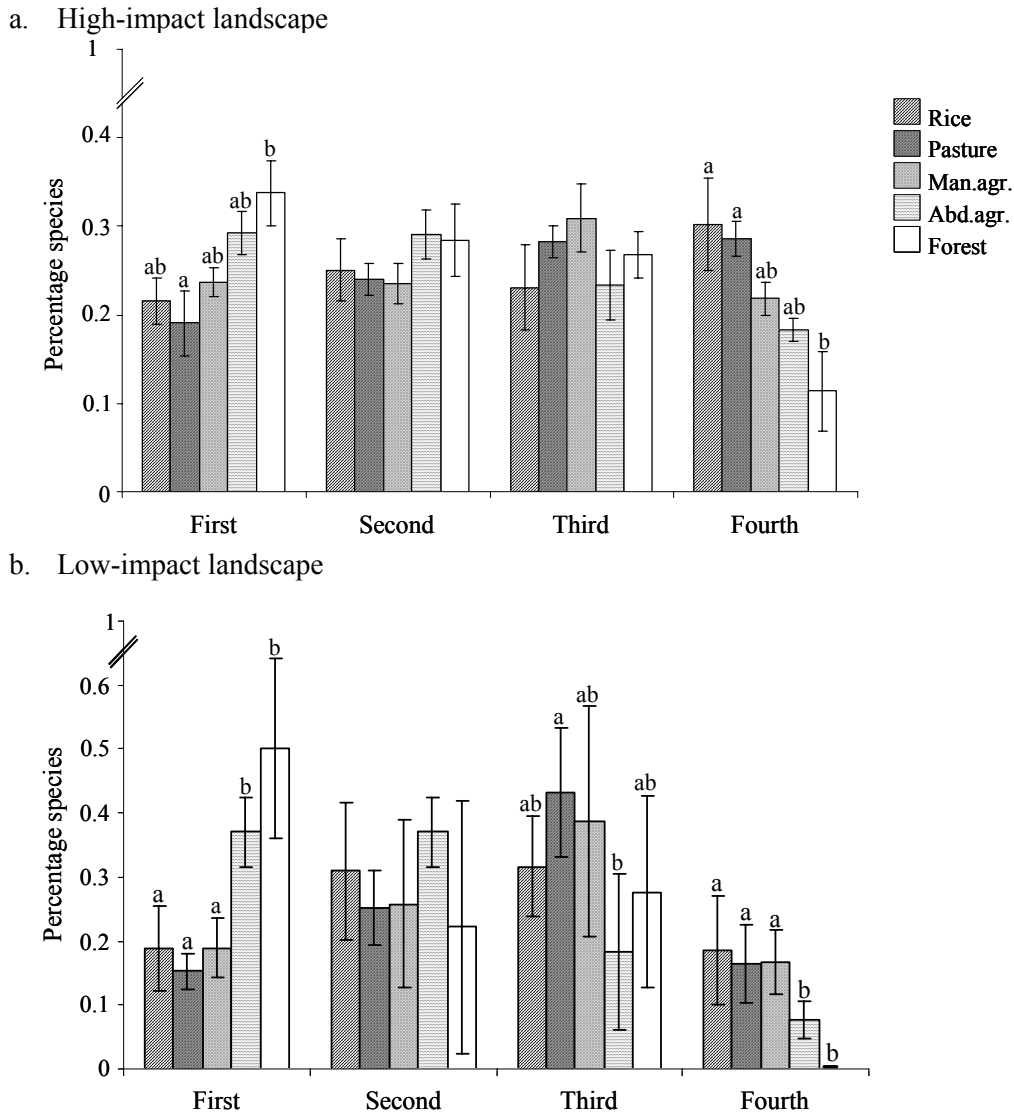 a. High-impact landscape
1
0.4
0.3
0.2
0.1
0
Percentage species
ab
a
ab
ab
b
a
a
ab
ab
b
First
Second
Third
Fourth
Rice
Pasture
Man.agr.
Abd.agr.
Forest
b. Low-impact landscape
1
0.6
0.5
0.4
0.3
0.2
0.1
0
Percentage species
a
a
a
b
b
ab
a
ab
b
ab
a
a
a
b
b
First
Second
Third
Fourth